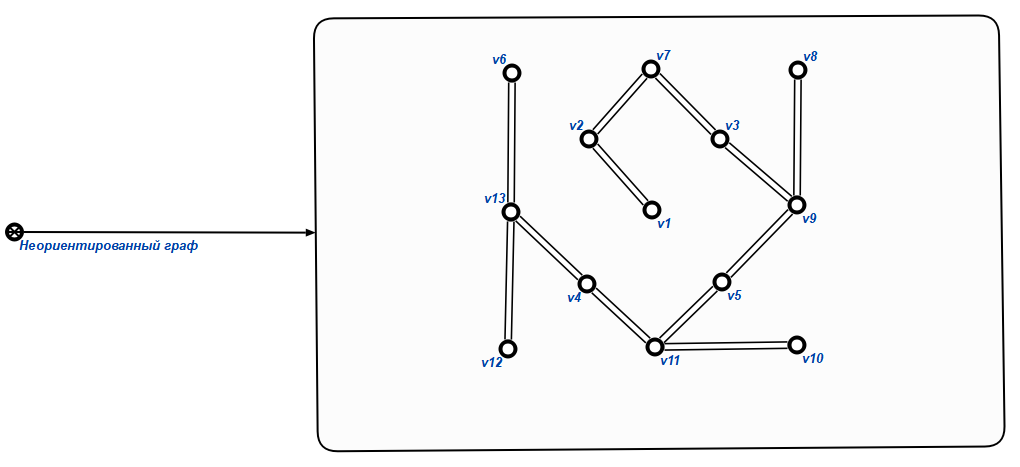 v7
v8
v6
v2
v3
v13
v1
v9
Неориентированный граф
v4
v5
v12
v11
v10